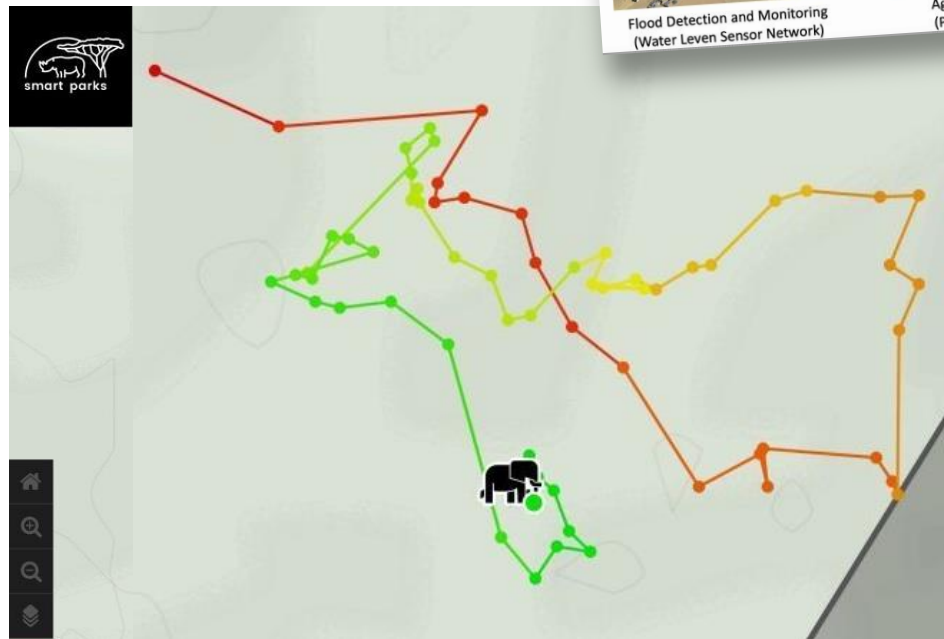 Flood Detection and Monitoring
(Water Leven Sensor Network)
smart parks